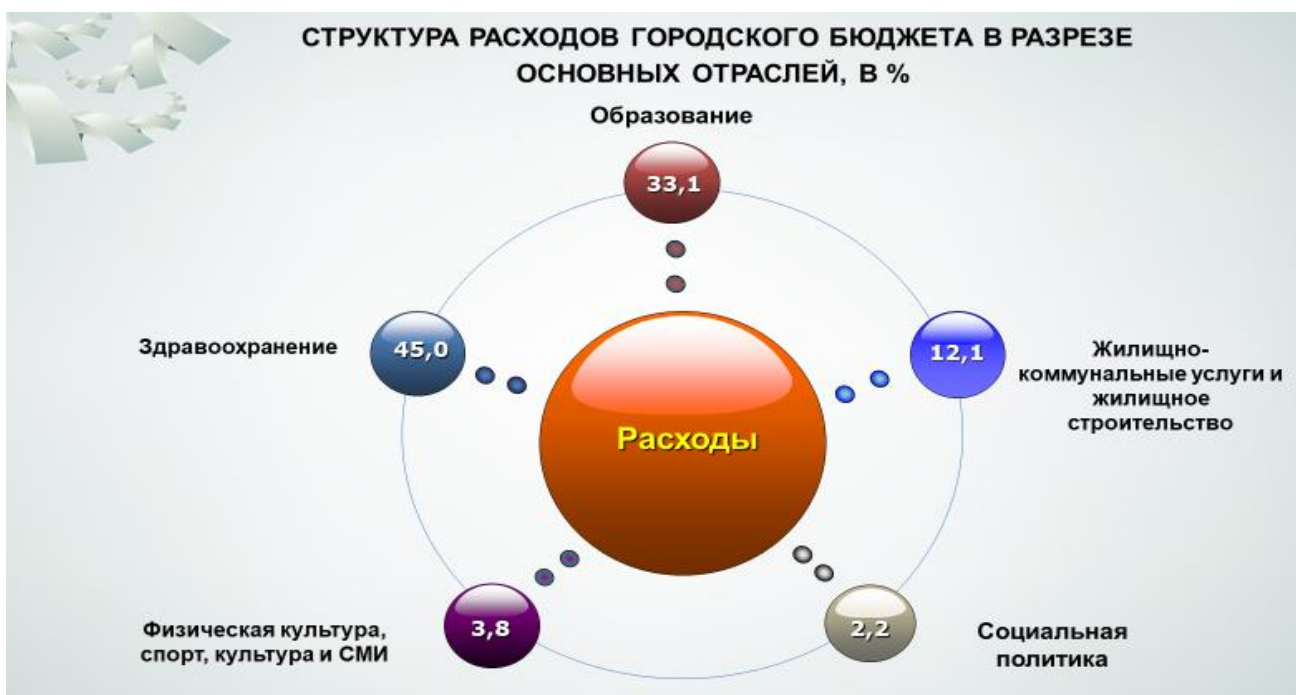 СТРУКТУРА РАСХОДОВ ГОРОДСКОГО БЮДЖЕТА В РАЗРЕЗЕ
ОСНОВНЫХ ОТРАСЛЕЙ, В %
Образование
33,1
Здравоохранение
45,0
12,1
Жилищно-
коммунальные услуги и
жилищное
строительство
Расходы
Физическая культура,
спорт, культура и СМИ
3,8
2,2
Социальная
политика